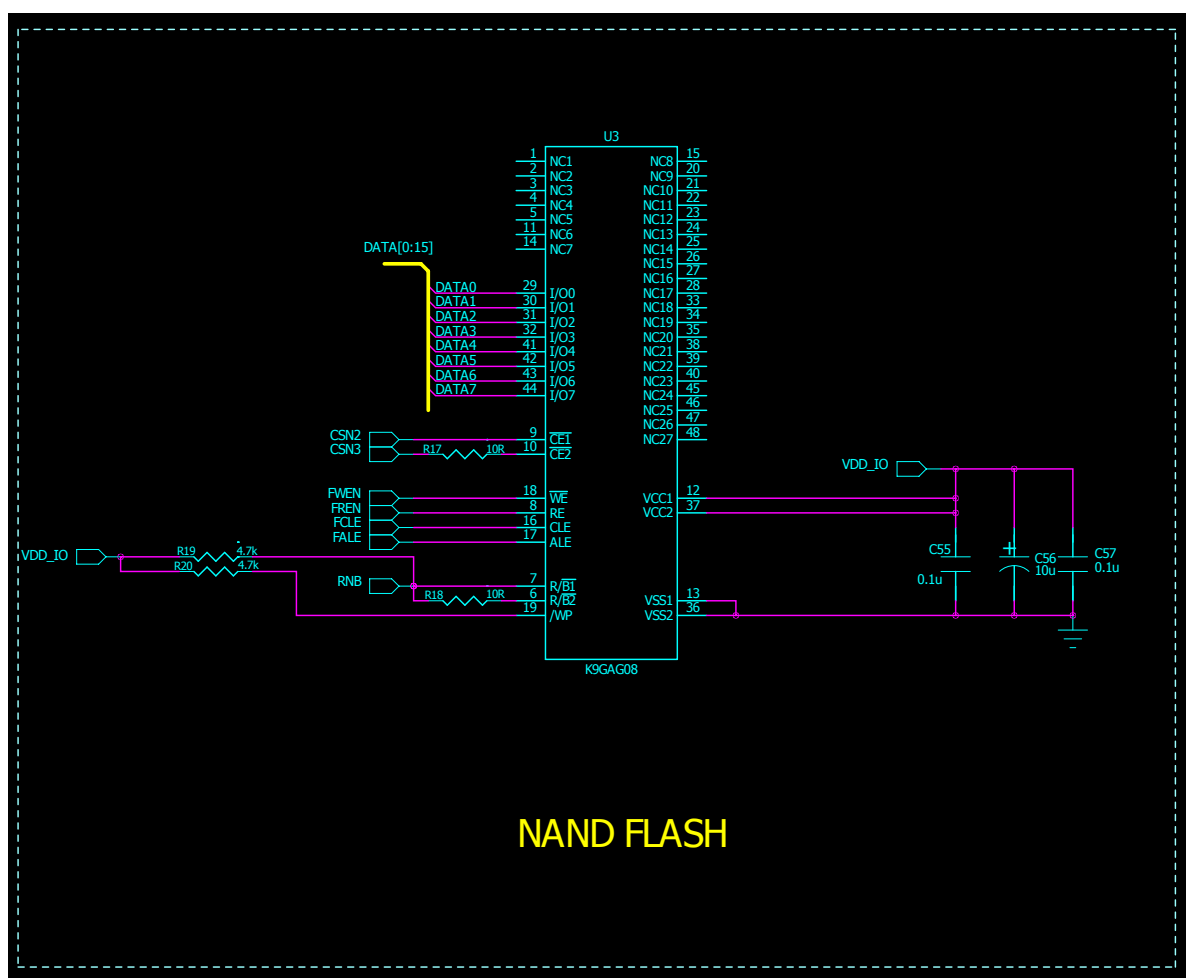 U3
1 NC1 NC8 15
2 NC2 NC9 20
3 NC3 NC10 21
4 NC4 NC11 22
5 NC5 NC12 23
11 NC6 NC13 24
14 NC7 NC14 25
NC15 26
NC16 27
DATA[0:15]
DATA0 29 I/O0 NC17 28
DATA1 30 I/O1 NC18 33
DATA2 31 I/O2 NC19 34
DATA3 32 I/O3 NC20 35
DATA4 41 I/O4 NC21 38
DATA5 42 I/O5 NC22 39
DATA6 43 I/O6 NC23 40
DATA7 44 I/O7 NC24 45
NC25 46
NC26 47
CSN2 9 CE1 NC27 48
CSN3 R17 10R 10 CE2
VDD_IO
FWEN 18 WE VCC1 12
FREN 8 RE VCC2 37
FCLE 16 CLE
FALE 17 ALE
VDD_IO R19 4.7k
R20 4.7k
C55 0.1u
C56 10u
C57 0.1u
RNB 7 R/B1
R18 10R 6 R/B2 VSS1 13
19 /WP VSS2 36
K9GAG08
NAND FLASH